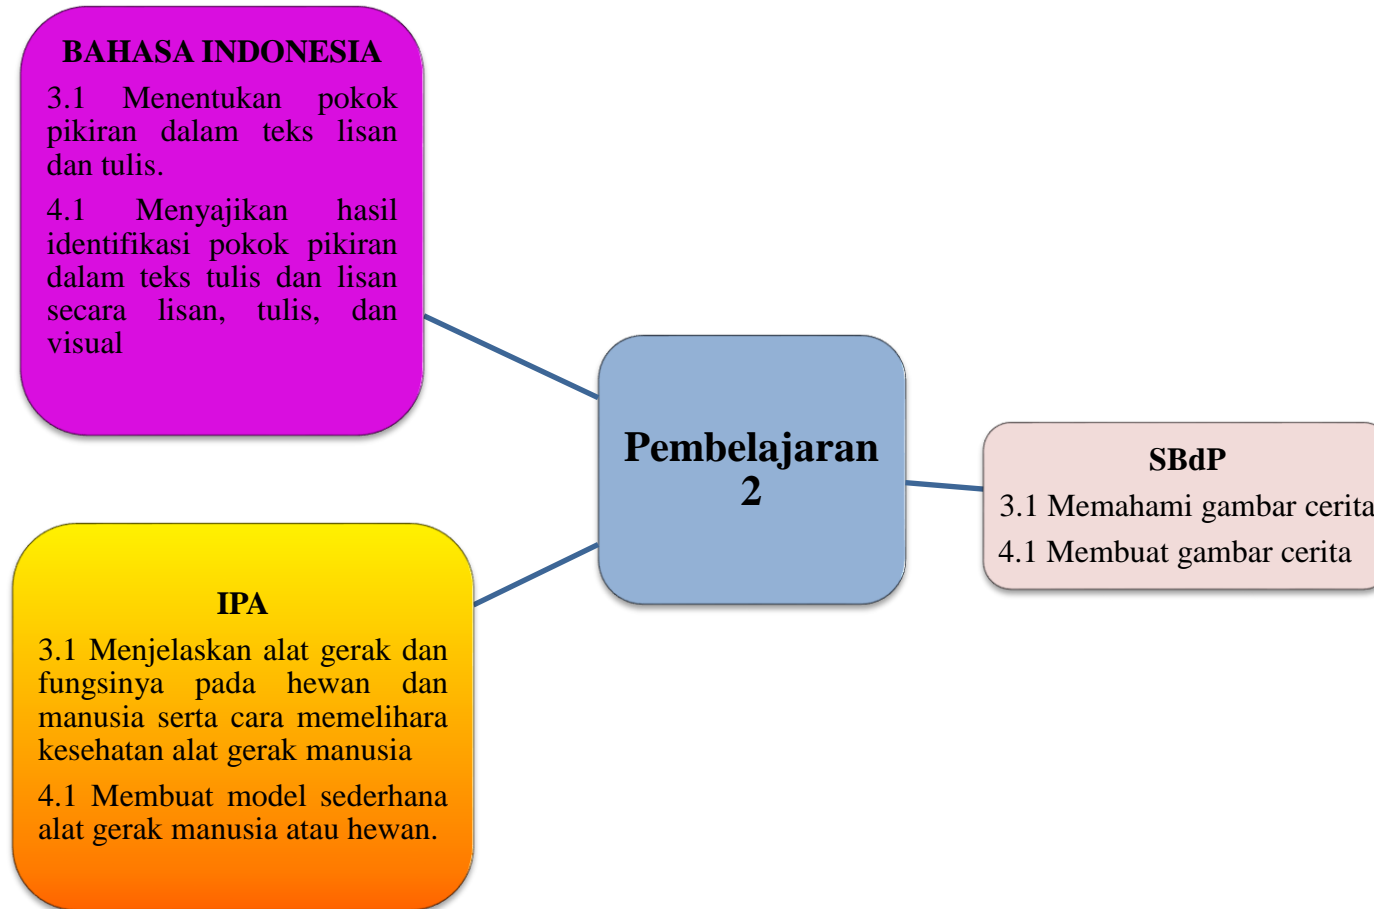 BAHASA INDONESIA
3.1 Menentukan pokok
pikiran dalam teks lisan
dan tulis.
4.1 Menyajikan hasil
identifikasi pokok pikiran
dalam teks tulis dan lisan
secara lisan, tulis, dan
visual
Pembelajaran
2
SBdP
3.1 Memahami gambar cerita
4.1 Membuat gambar cerita
IPA
3.1 Menjelaskan alat gerak dan
fungsinya pada hewan dan
manusia serta cara memelihara
kesehatan alat gerak manusia
4.1 Membuat model sederhana
alat gerak manusia atau hewan.